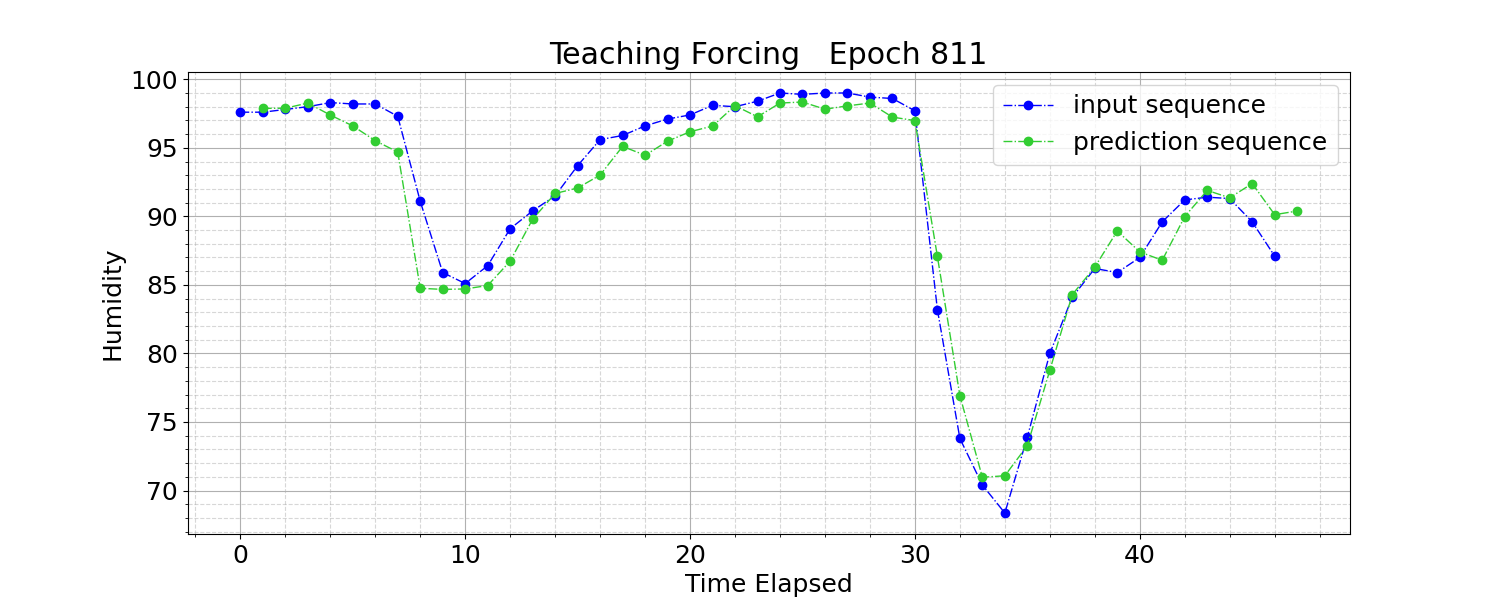 Teaching Forcing   Epoch 811
100
95
90
85
80
75
70
Humidity
input sequence
prediction sequence
0 10 20 30 40
Time Elapsed